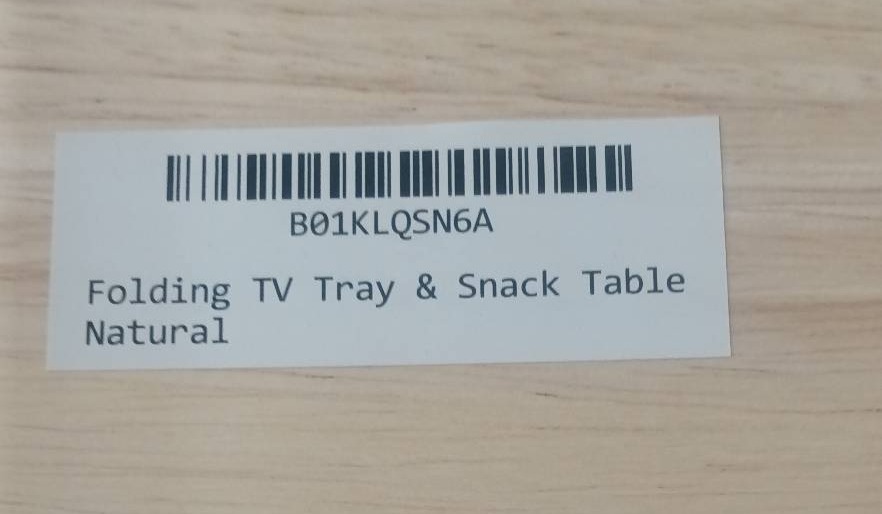 B01KLQSN6A
Folding TV Tray & Snack Table
Natural